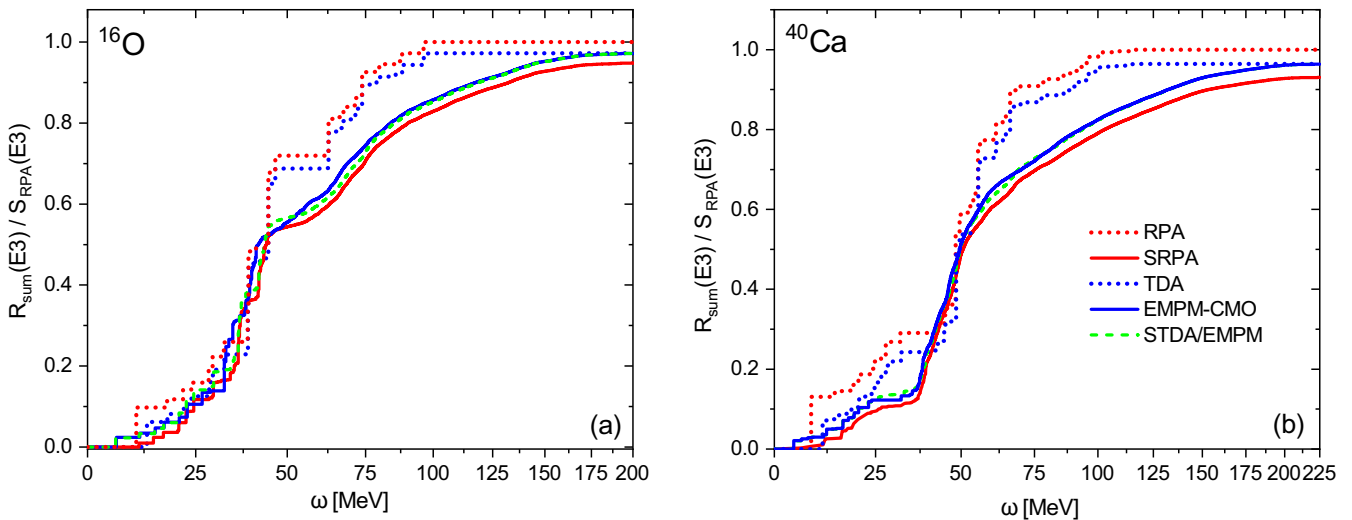 ¹⁶O
R_sum(E3) / S_RPA(E3)
1.0
0.8
0.6
0.4
0.2
0.0
(a)
0 25 50 75 100 125 150 175 200
ω [MeV]
⁴⁰Ca
R_sum(E3) / S_RPA(E3)
1.0
0.8
0.6
0.4
0.2
0.0
RPA
SRPA
TDA
EMPM-CMO
STDA/EMPM
(b)
0 25 50 75 100 125 150 175 200 225
ω [MeV]